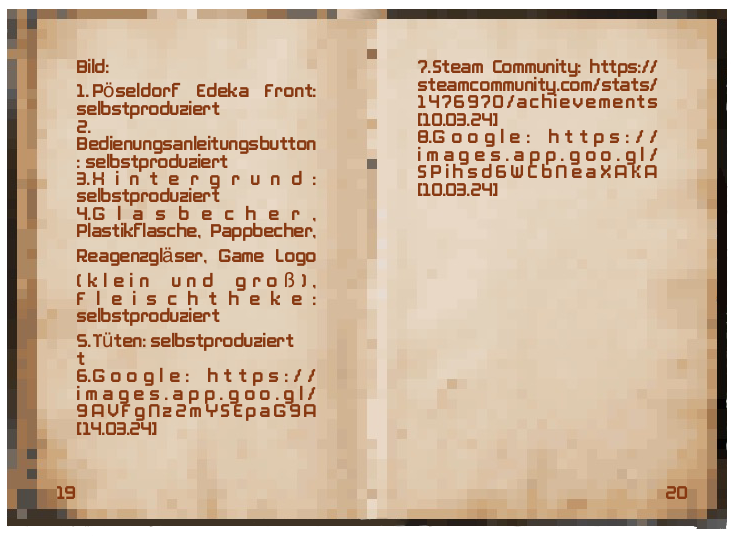 Bild:
1.Pöseldorf Edeka Front:
selbstproduziert
2.
Bedienungsanleitungsbutton
: selbstproduziert
3.Hintergrund:
selbstproduziert
4.Glasbecher,
Plastikflasche, Pappbecher,
Reagenzgläser, Game Logo
(klein und groß),
Fleischtheke:
selbstproduziert
5.Tüten: selbstproduziert
t
6.Google: https://
images.app.goo.gl/
9AVFgNz2mYSEpaG9A
[14.03.24]
19
7.Steam Community: https://
steamcommunity.com/stats/
1476970/achievements
[10.03.24]
8.Google: https://
images.app.goo.gl/
SPihsd6WCbNeaXAKA
[10.03.24]
20